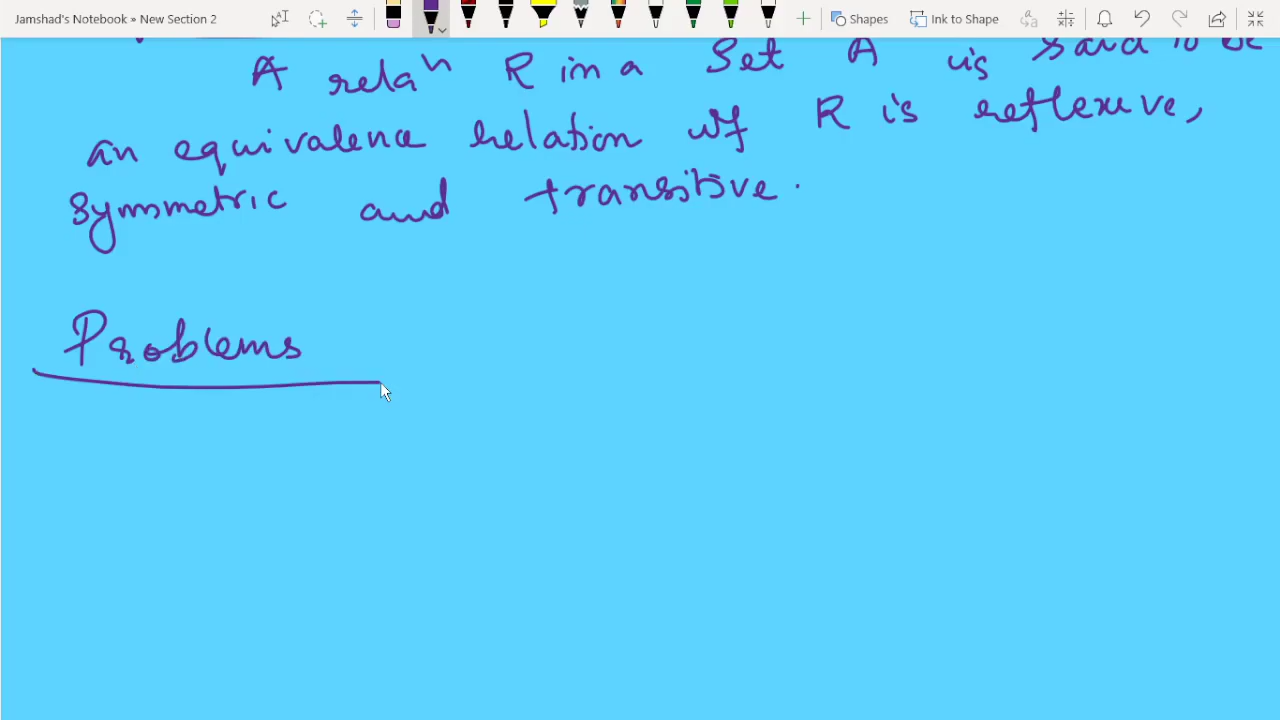 Jamshad's Notebook » New Section 2
Shapes
Ink to Shape
A relaⁿ R in a Set A is said to be
an equivalence relation if R is reflexive,
Symmetric and transitive.
Problems